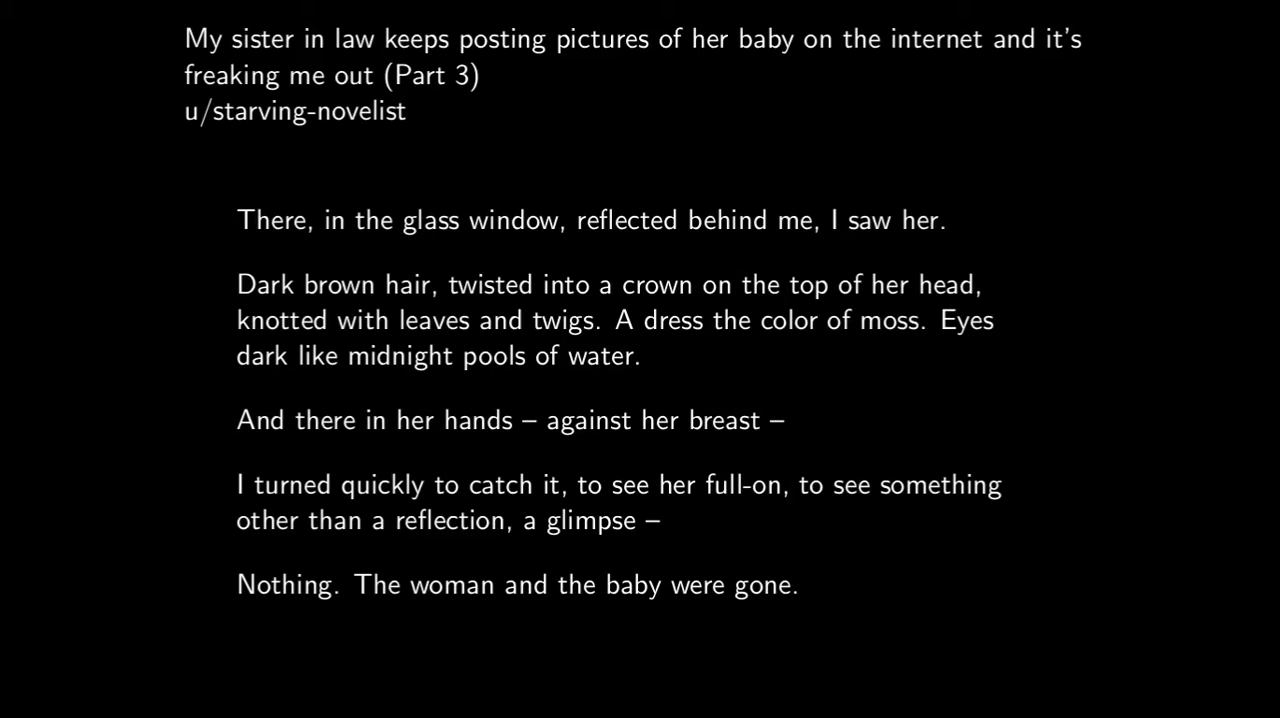 My sister in law keeps posting pictures of her baby on the internet and it's
freaking me out (Part 3)
u/starving-novelist
There, in the glass window, reflected behind me, I saw her.
Dark brown hair, twisted into a crown on the top of her head,
knotted with leaves and twigs. A dress the color of moss. Eyes
dark like midnight pools of water.
And there in her hands – against her breast –
I turned quickly to catch it, to see her full-on, to see something
other than a reflection, a glimpse –
Nothing. The woman and the baby were gone.